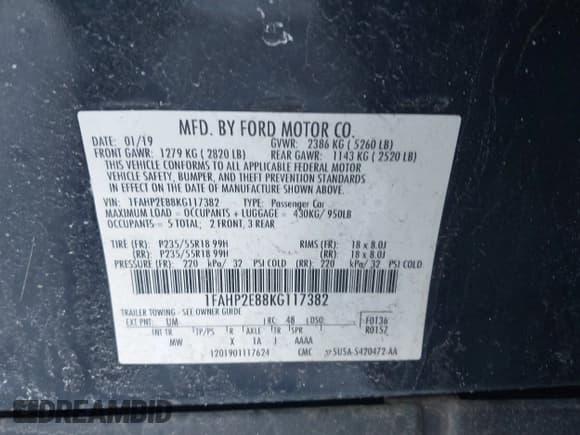 MFD. BY FORD MOTOR CO.
DATE: 01/19 GVWR: 2386 KG ( 5260 LB)
FRONT GAWR: 1279 KG ( 2820 LB) REAR GAWR: 1143 KG ( 2520 LB)
THIS VEHICLE CONFORMS TO ALL APPLICABLE FEDERAL MOTOR
VEHICLE SAFETY, BUMPER, AND THEFT PREVENTION STANDARDS
IN EFFECT ON THE DATE OF MANUFACTURE SHOWN ABOVE.
VIN: 1FAHP2E88KG117382 TYPE: Passenger Car
MAXIMUM LOAD = OCCUPANTS + LUGGAGE = 430KG/ 950LB
OCCUPANTS = 5 TOTAL; 2 FRONT, 3 REAR
TIRE (FR): P235/55R18 99H RIMS (FR): 18 x 8.0J
(RR): P235/55R18 99H (RR): 18 x 8.0J
PRESSURE (FR): 220 kPa/ 32 PSI COLD (RR): 220 kPa/ 32 PSI COLD
1FAHP2E88KG117382
TRAILER TOWING - SEE OWNER GUIDE
EXT PNT: UM RC: 48 DSO: F0136
R0152
INT TR TP/PS R AXLE TR SPR
MW X 1A J AAAA
1201901117624 CMC 5U5A-5420472-AA
DREAMBID